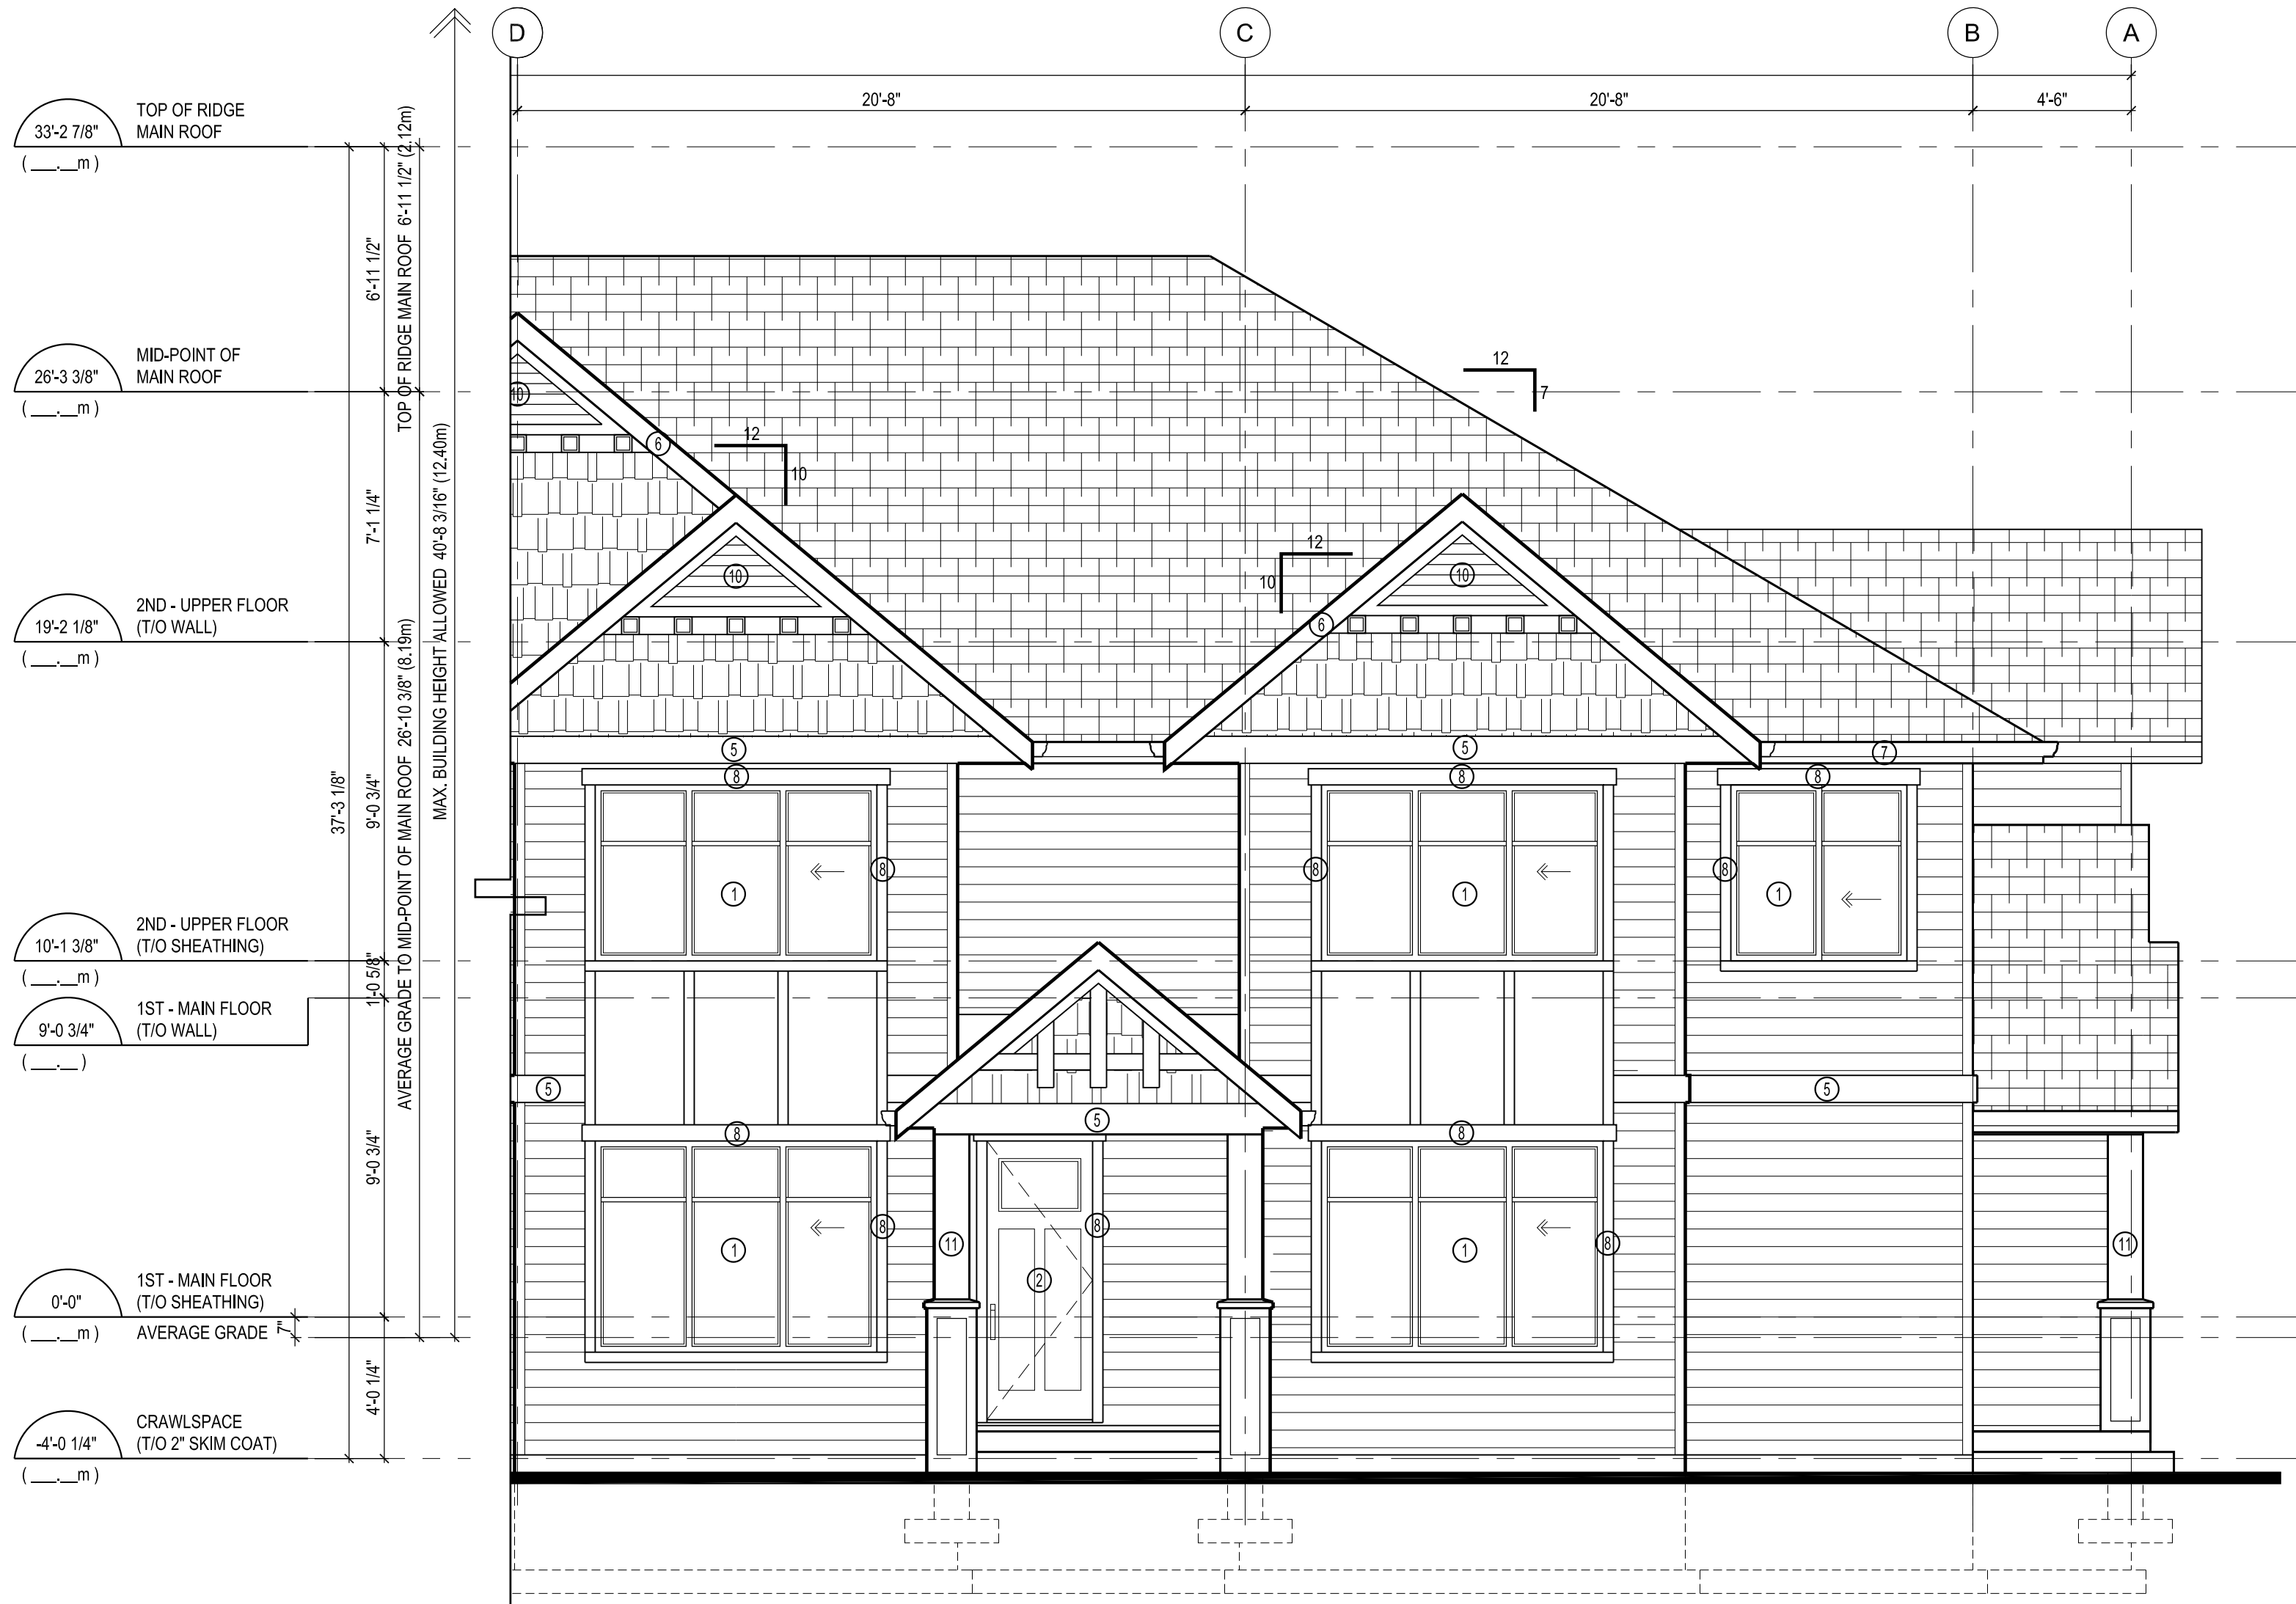 D
C
B
A
20'-8"
20'-8"
4'-6"
33'-2 7/8"
TOP OF RIDGE
MAIN ROOF
( ___.__m )
6'-11 1/2"
TOP OF RIDGE MAIN ROOF 6'-11 1/2" (2.12m)
26'-3 3/8"
MID-POINT OF
MAIN ROOF
( ___.__m )
7'-1 1/4"
19'-2 1/8"
2ND - UPPER FLOOR
(T/O WALL)
( ___.__m )
37'-3 1/8"
9'-0 3/4"
AVERAGE GRADE TO MID-POINT OF MAIN ROOF 26'-10 3/8" (8.19m)
MAX. BUILDING HEIGHT ALLOWED 40'-8 3/16" (12.40m)
10'-1 3/8"
2ND - UPPER FLOOR
(T/O SHEATHING)
( ___.__m )
1'-0 5/8"
9'-0 3/4"
1ST - MAIN FLOOR
(T/O WALL)
( ___.__ )
9'-0 3/4"
0'-0"
1ST - MAIN FLOOR
(T/O SHEATHING)
( ___.__m )
AVERAGE GRADE
7"
4'-0 1/4"
-4'-0 1/4"
CRAWLSPACE
(T/O 2" SKIM COAT)
( ___.__m )
12
7
10
6
12
10
12
10
10
10
6
5
5
7
8
8
8
8
8
8
1
1
1
5
5
5
8
8
8
8
8
1
1
2
11
11